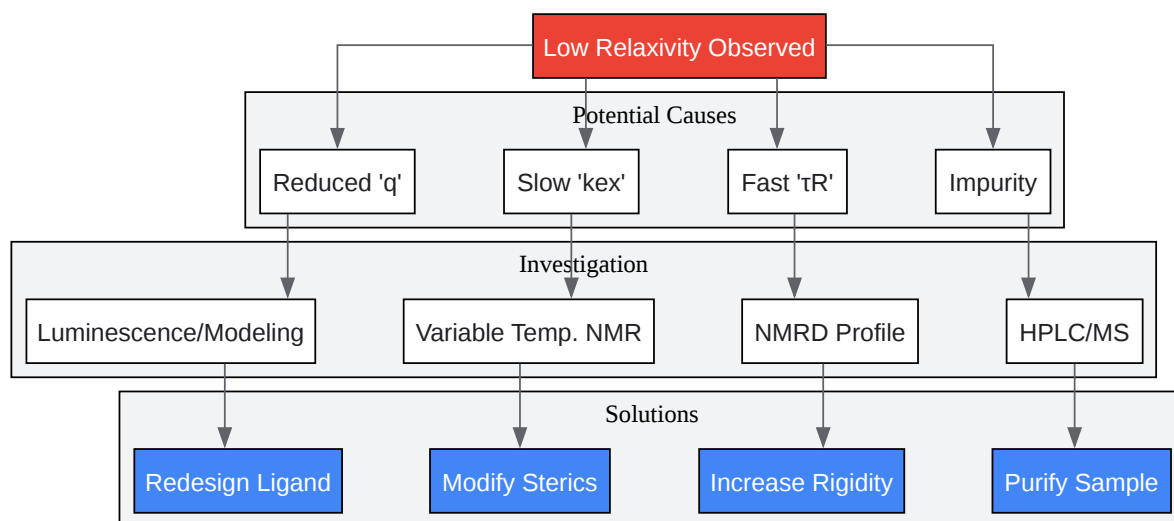 Low Relaxivity Observed
Potential Causes
Reduced 'q'
Slow 'kex'
Fast 'τR'
Impurity
Investigation
Luminescence/Modeling
Variable Temp. NMR
NMRD Profile
HPLC/MS
Solutions
Redesign Ligand
Modify Sterics
Increase Rigidity
Purify Sample